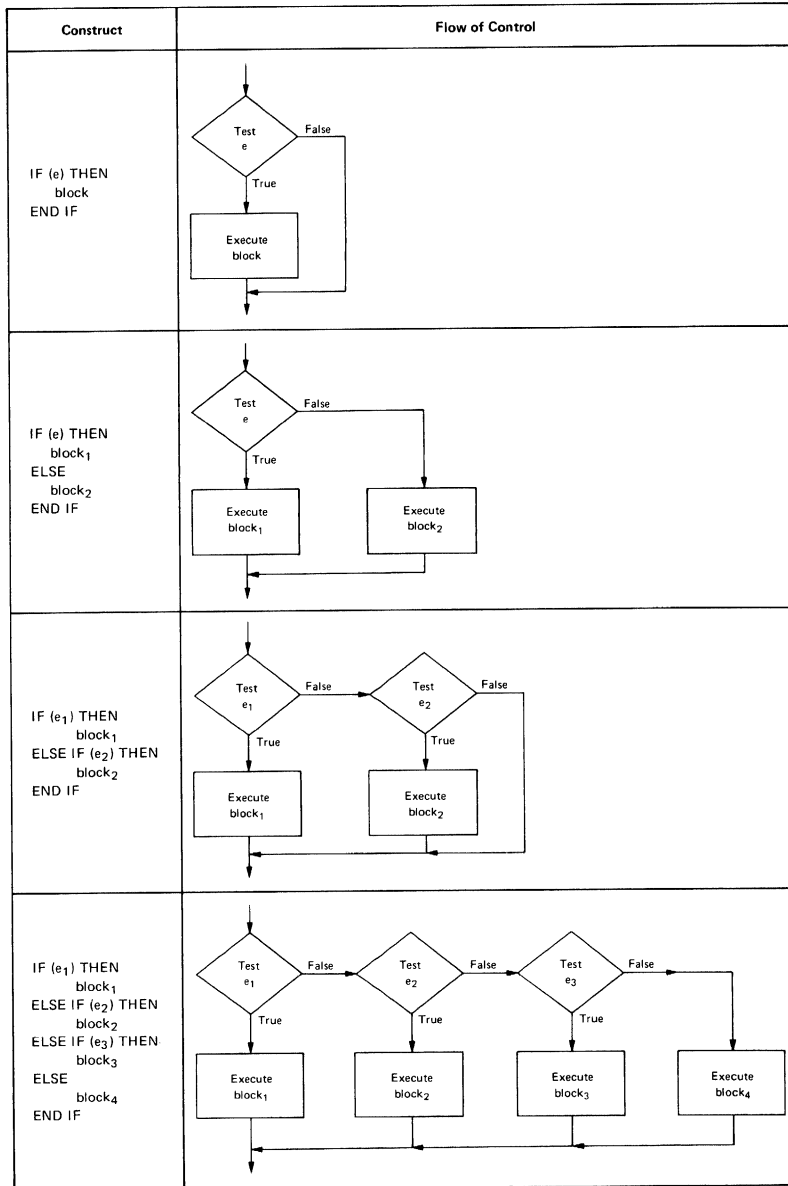 Construct
Flow of Control
IF (e) THEN
block
END IF
Test
e
False
True
Execute
block
IF (e) THEN
block₁
ELSE
block₂
END IF
Test
e
False
True
Execute
block₁
Execute
block₂
IF (e₁) THEN
block₁
ELSE IF (e₂) THEN
block₂
END IF
Test
e₁
False
Test
e₂
False
True
True
Execute
block₁
Execute
block₂
IF (e₁) THEN
block₁
ELSE IF (e₂) THEN
block₂
ELSE IF (e₃) THEN
block₃
ELSE
block₄
END IF
Test
e₁
False
Test
e₂
False
Test
e₃
False
True
True
True
Execute
block₁
Execute
block₂
Execute
block₃
Execute
block₄